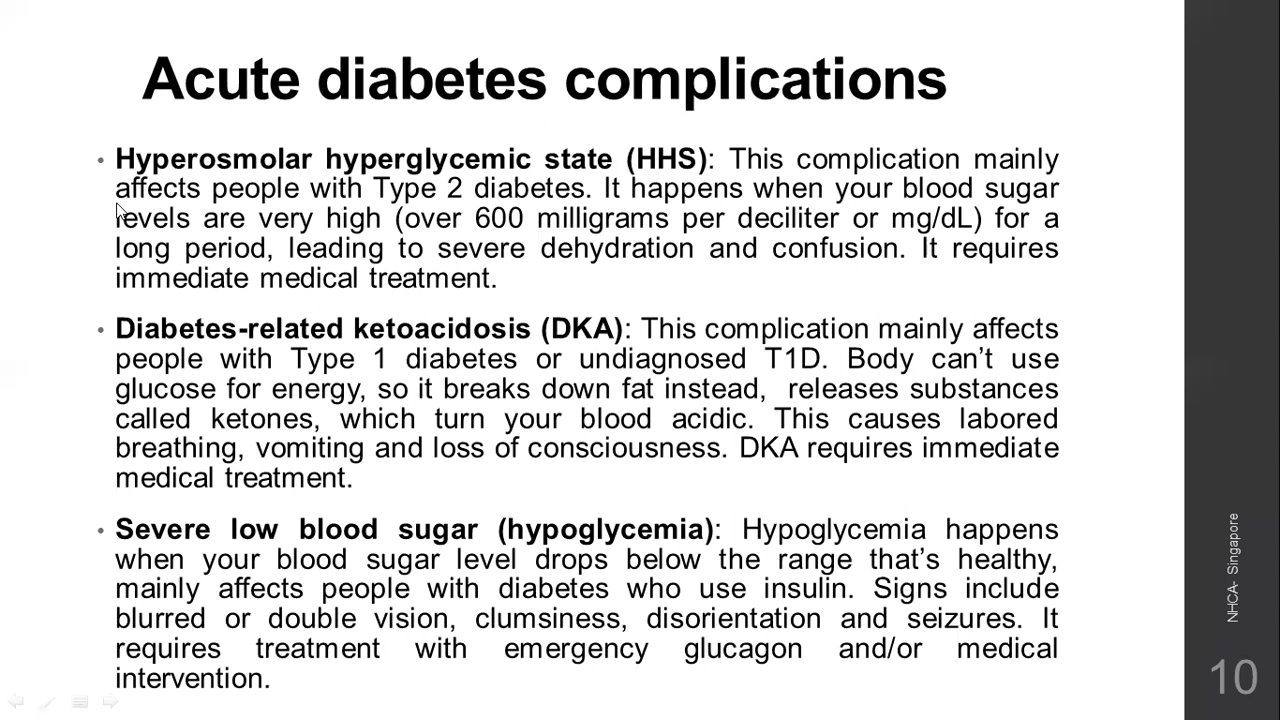 Acute diabetes complications
• Hyperosmolar hyperglycemic state (HHS): This complication mainly
affects people with Type 2 diabetes. It happens when your blood sugar
levels are very high (over 600 milligrams per deciliter or mg/dL) for a
long period, leading to severe dehydration and confusion. It requires
immediate medical treatment.
• Diabetes-related ketoacidosis (DKA): This complication mainly affects
people with Type 1 diabetes or undiagnosed T1D. Body can’t use
glucose for energy, so it breaks down fat instead, releases substances
called ketones, which turn your blood acidic. This causes labored
breathing, vomiting and loss of consciousness. DKA requires immediate
medical treatment.
• Severe low blood sugar (hypoglycemia): Hypoglycemia happens
when your blood sugar level drops below the range that’s healthy,
mainly affects people with diabetes who use insulin. Signs include
blurred or double vision, clumsiness, disorientation and seizures. It
requires treatment with emergency glucagon and/or medical
intervention.
NHCA- Singapore
10